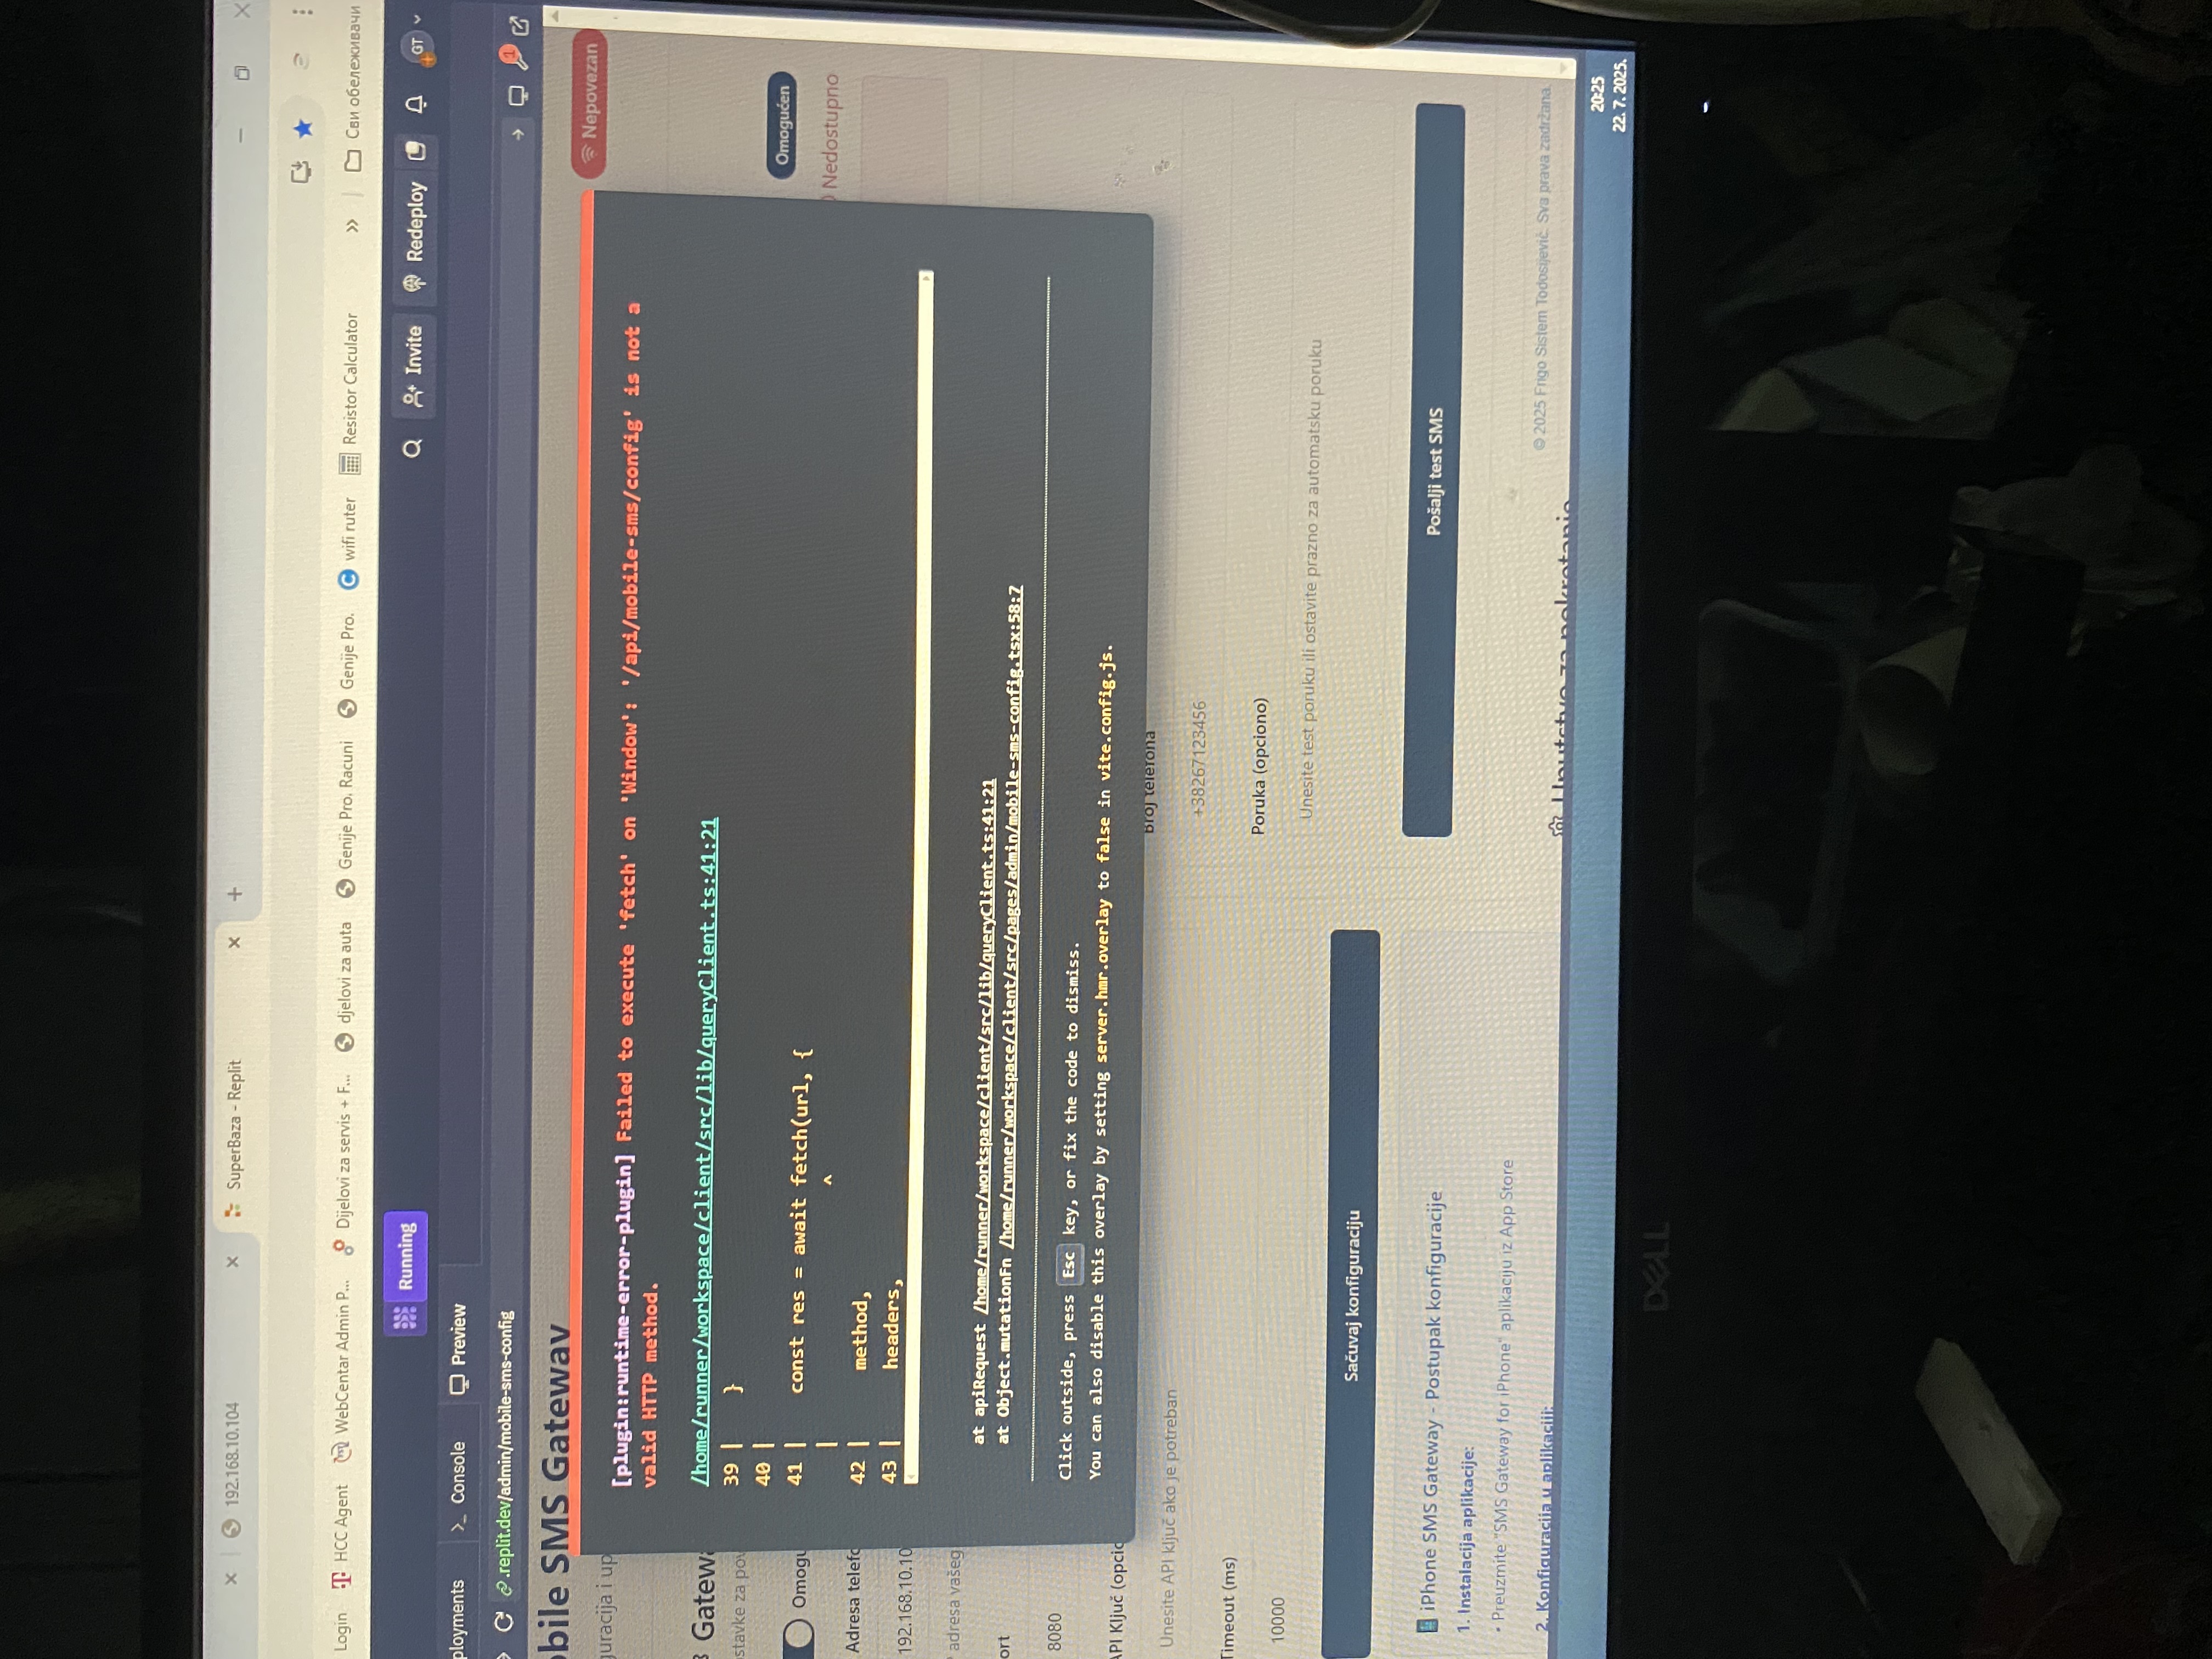 192.168.10.104
SuperBaza - Replit
Login HCC Agent WebCentar Admin P... Dijelovi za servis + F... djelovi za auta Genije Pro. Racuni Genije Pro. wifi ruter Resistor Calculator » Сви обележивачи
Running
Invite Redeploy GT
ployments Console Preview
.replit.dev/admin/mobile-sms-config
1
obile SMS Gateway
guracija i up
Nepovezan
[plugin:runtime-error-plugin] Failed to execute 'fetch' on 'Window': '/api/mobile-sms/config' is not a
valid HTTP method.
/home/runner/workspace/client/src/lib/queryClient.ts:41:21
39 | }
40 |
41 | const res = await fetch(url, {
| ^
42 | method,
43 | headers,
at apiRequest /home/runner/workspace/client/src/lib/queryClient.ts:41:21
at Object.mutationFn /home/runner/workspace/client/src/pages/admin/mobile-sms-config.tsx:58:7
Click outside, press Esc key, or fix the code to dismiss.
You can also disable this overlay by setting server.hmr.overlay to false in vite.config.js.
Gatewa
stavke za pov
Omogu
Adresa telefo
192.168.10.10
adresa vašeg
ort
8080
API Ključ (opcio
Unesite API ključ ako je potreban
Timeout (ms)
10000
Sačuvaj konfiguraciju
iPhone SMS Gateway - Postupak konfiguracije
1. Instalacija aplikacije:
• Preuzmite "SMS Gateway for iPhone" aplikaciju iz App Store
2. Konfiguracija u aplikaciji:
Omogućen
Nedostupno
Broj telefona
+38267123456
Poruka (opciono)
Unesite test poruku ili ostavite prazno za automatsku poruku
Pošalji test SMS
© 2025 Frigo Sistem Todosijević. Sva prava zadržana.
Uputstvo za pokretanje
20:25
22. 7. 2025.
DELL